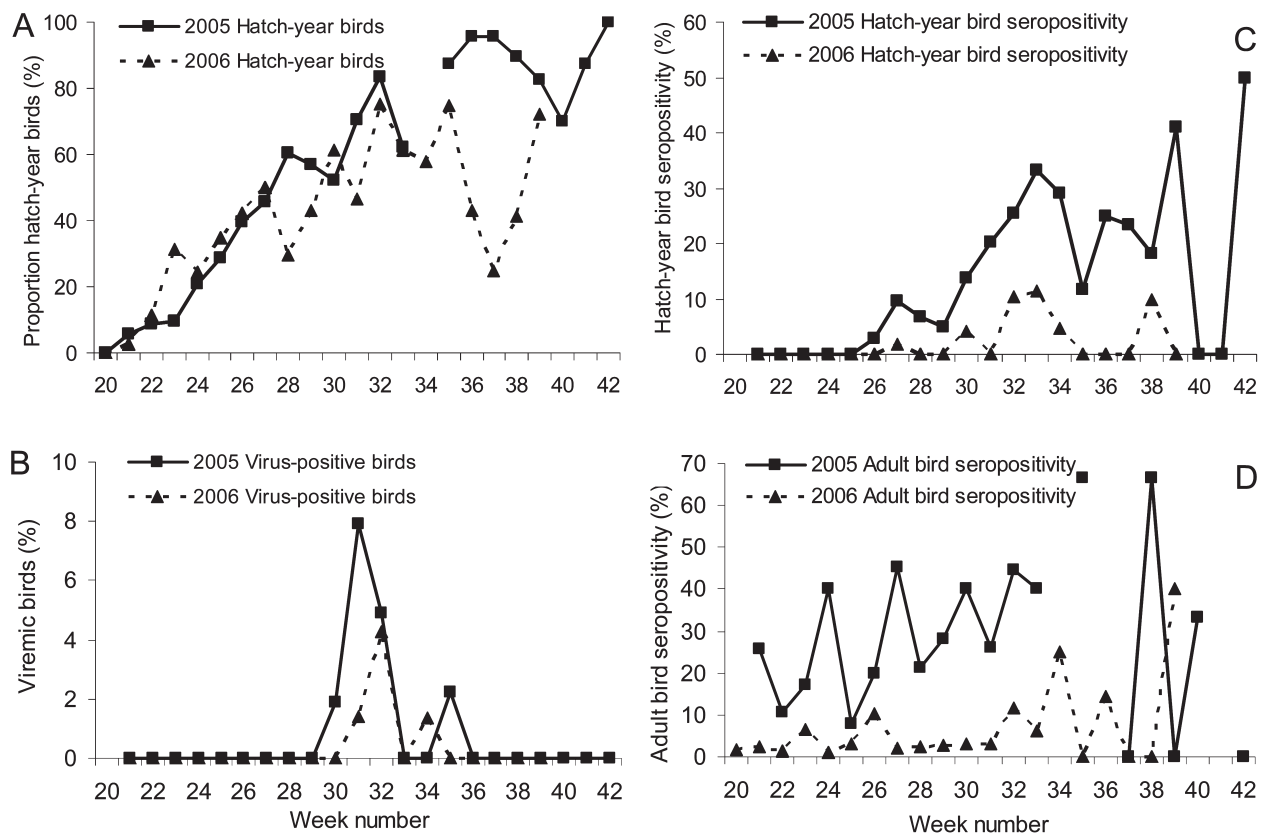 A
2005 Hatch-year birds
2006 Hatch-year birds
Proportion hatch-year birds (%)
100
80
60
40
20
0
20 22 24 26 28 30 32 34 36 38 40 42
C
2005 Hatch-year bird seropositivity
2006 Hatch-year bird seropositivity
Hatch-year bird seropositivity (%)
60
50
40
30
20
10
0
20 22 24 26 28 30 32 34 36 38 40 42
B
2005 Virus-positive birds
2006 Virus-positive birds
Viremic birds (%)
10
8
6
4
2
0
20 22 24 26 28 30 32 34 36 38 40 42
Week number
D
2005 Adult bird seropositivity
2006 Adult bird seropositivity
Adult bird seropositivity (%)
70
60
50
40
30
20
10
0
20 22 24 26 28 30 32 34 36 38 40 42
Week number